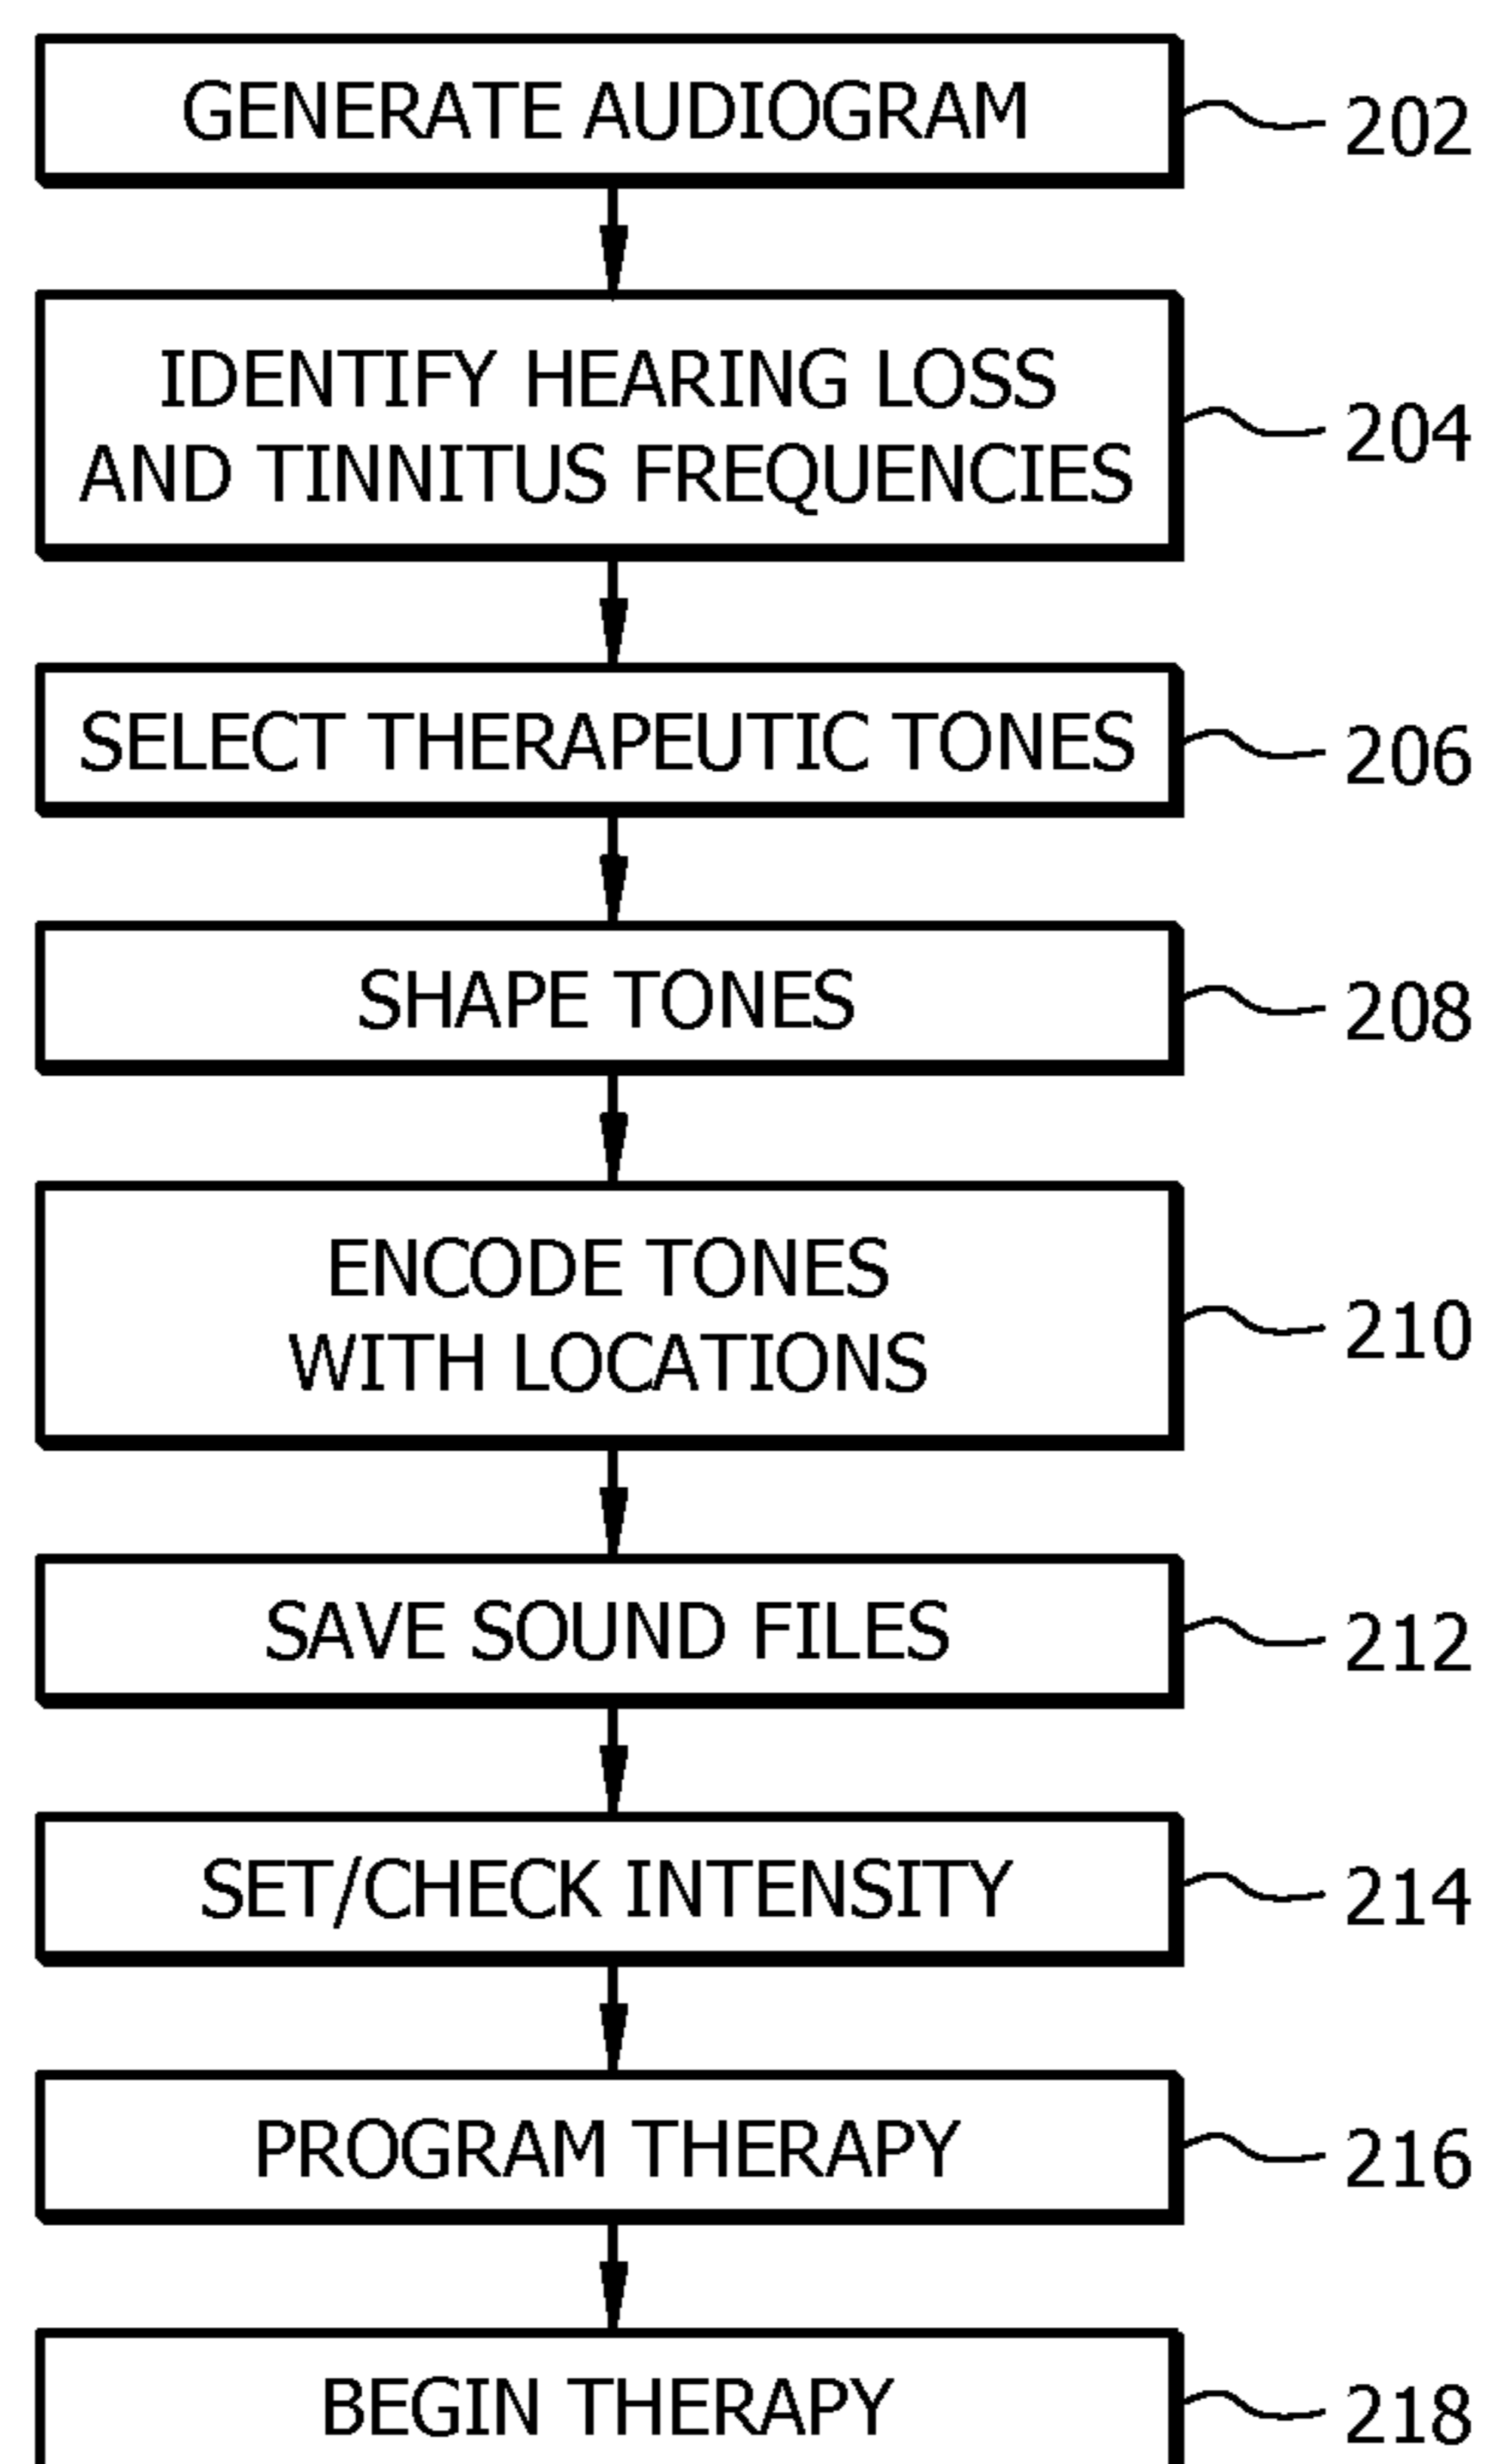 GENERATE AUDIOGRAM
202
IDENTIFY HEARING LOSS
AND TINNITUS FREQUENCIES
204
SELECT THERAPEUTIC TONES
206
SHAPE TONES
208
ENCODE TONES
WITH LOCATIONS
210
SAVE SOUND FILES
212
SET/CHECK INTENSITY
214
PROGRAM THERAPY
216
BEGIN THERAPY
218